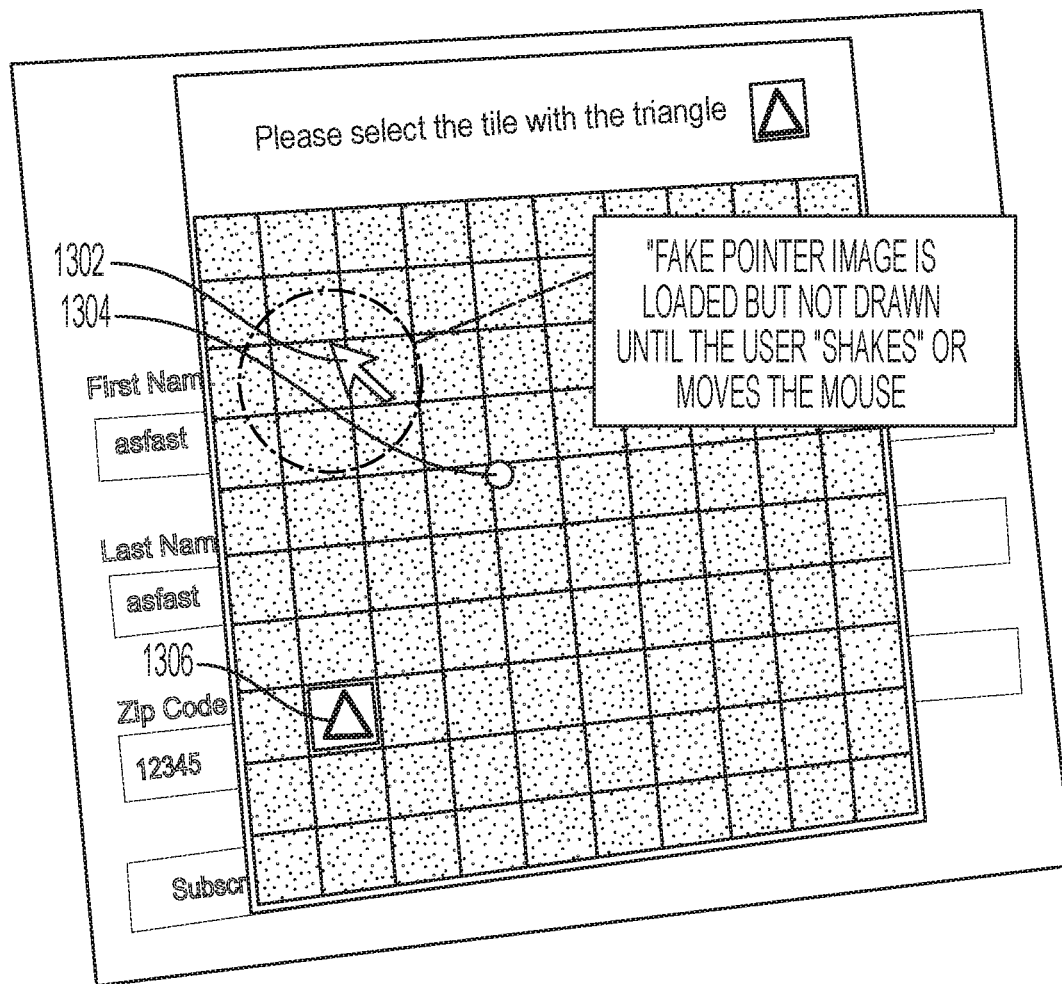 Please select the tile with the triangle
1302
1304
"FAKE POINTER IMAGE IS
LOADED BUT NOT DRAWN
UNTIL THE USER "SHAKES" OR
MOVES THE MOUSE
First Nam
asfast
Last Nam
asfast
1306
Zip Code
12345
Subscr